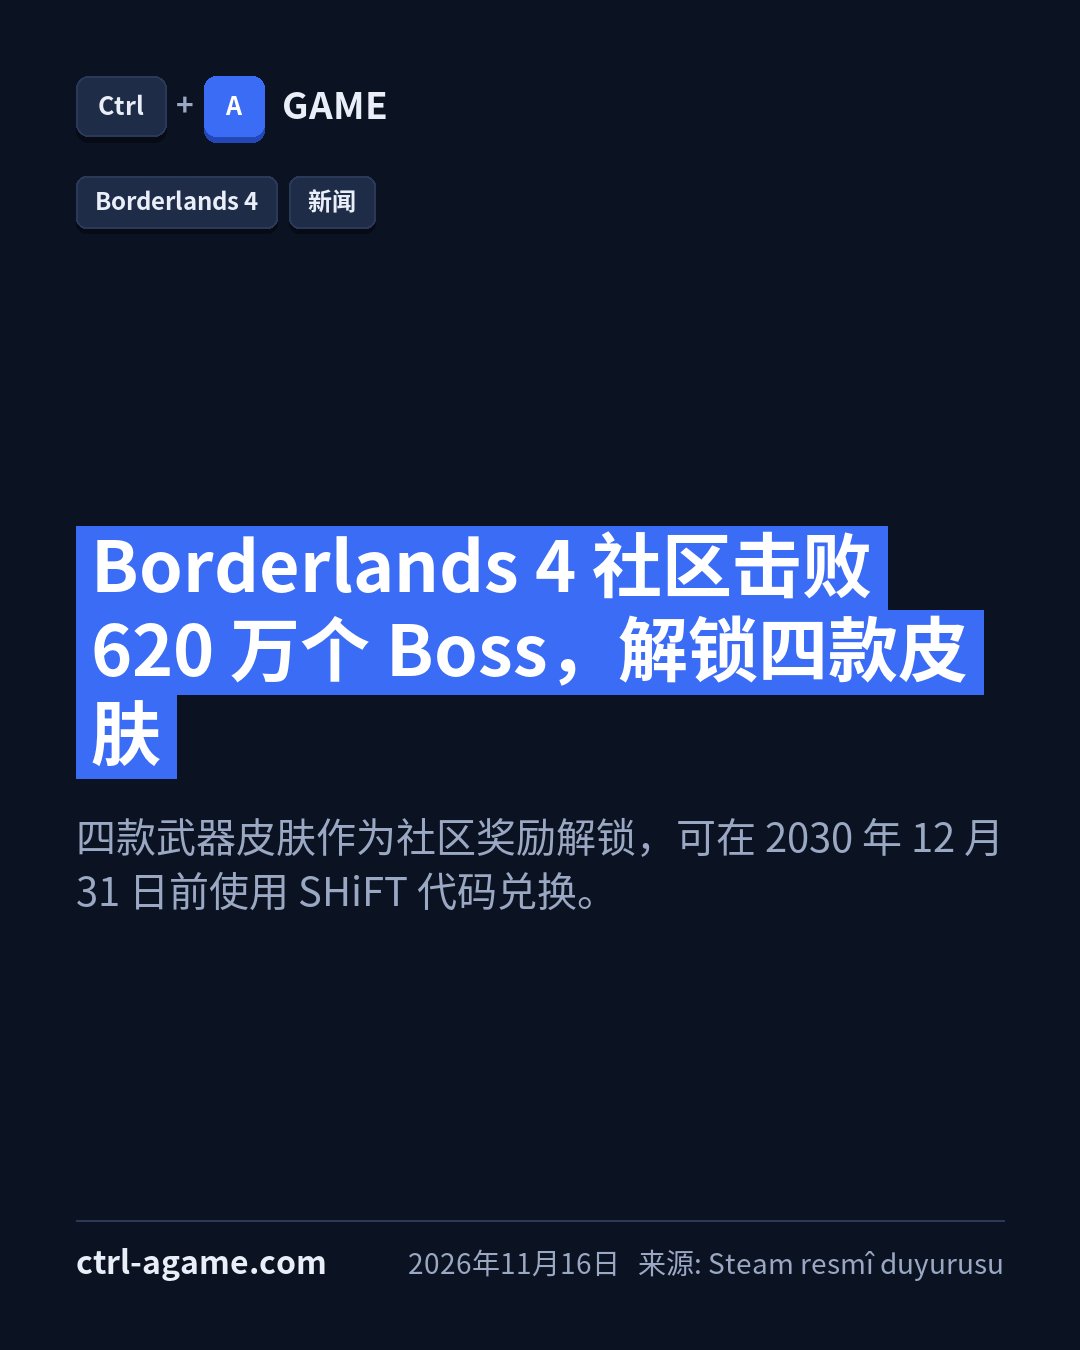 Ctrl + A GAME
Borderlands 4 新闻
Borderlands 4 社区击败
620 万个 Boss，解锁四款皮
肤
四款武器皮肤作为社区奖励解锁，可在 2030 年 12 月
31 日前使用 SHiFT 代码兑换。
ctrl-agame.com 2026年11月16日 来源: Steam resmî duyurusu